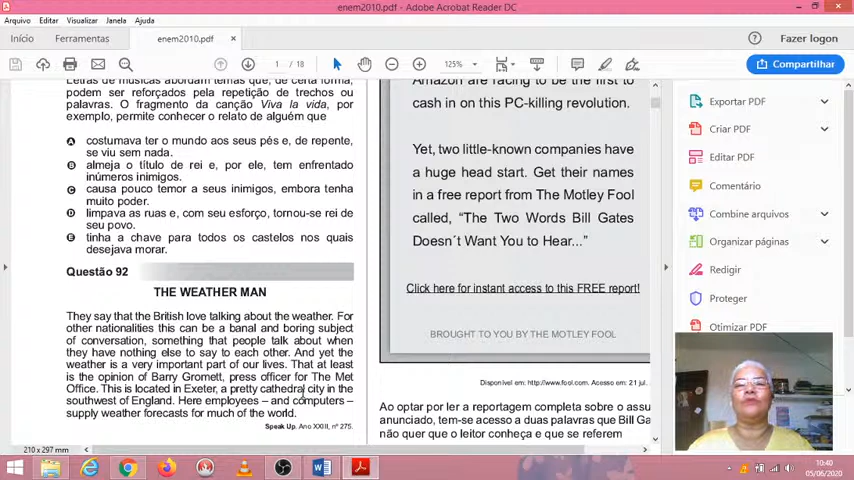 enem2010.pdf - Adobe Acrobat Reader DC
Arquivo Editar Visualizar Janela Ajuda
Início Ferramentas enem2010.pdf × Fazer logon
1 / 18 125% Compartilhar
Letras de músicas abordam temas que, de certa forma,
podem ser reforçados pela repetição de trechos ou
palavras. O fragmento da canção Viva la vida, por
exemplo, permite conhecer o relato de alguém que
A costumava ter o mundo aos seus pés e, de repente,
se viu sem nada.
B almeja o título de rei e, por ele, tem enfrentado
inúmeros inimigos.
C causa pouco temor a seus inimigos, embora tenha
muito poder.
D limpava as ruas e, com seu esforço, tornou-se rei de
seu povo.
E tinha a chave para todos os castelos nos quais
desejava morar.
Questão 92
THE WEATHER MAN
They say that the British love talking about the weather. For
other nationalities this can be a banal and boring subject
of conversation, something that people talk about when
they have nothing else to say to each other. And yet the
weather is a very important part of our lives. That at least
is the opinion of Barry Gromett, press officer for The Met
Office. This is located in Exeter, a pretty cathedral city in the
southwest of England. Here employees – and computers –
supply weather forecasts for much of the world.
Speak Up. Ano XXIII, nº 275.
210 x 297 mm
Amazon are racing to be the first to
cash in on this PC-killing revolution.
Yet, two little-known companies have
a huge head start. Get their names
in a free report from The Motley Fool
called, “The Two Words Bill Gates
Doesn´t Want You to Hear...”
Click here for instant access to this FREE report!
BROUGHT TO YOU BY THE MOTLEY FOOL
Disponível em: http://www.fool.com. Acesso em: 21 jul.
Ao optar por ler a reportagem completa sobre o assu
anunciado, tem-se acesso a duas palavras que Bill Ga
não quer que o leitor conheça e que se referem
Exportar PDF
Criar PDF
Editar PDF
Comentário
Combine arquivos
Organizar páginas
Redigir
Proteger
Otimizar PDF
10:40
05/06/2020